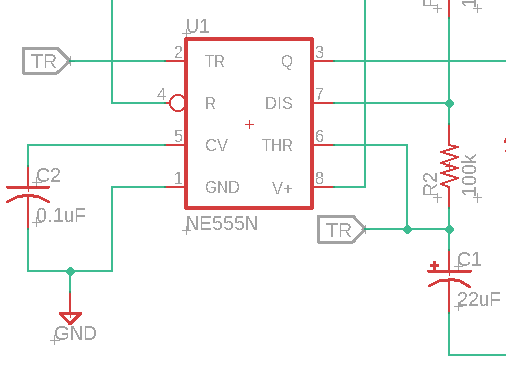 U1
TR
2 TR Q 3
4 R DIS 7
5 CV THR 6
1 GND V+ 8
NE555N
TR
C2
0.1uF
GND
R2
100k
C1
22uF